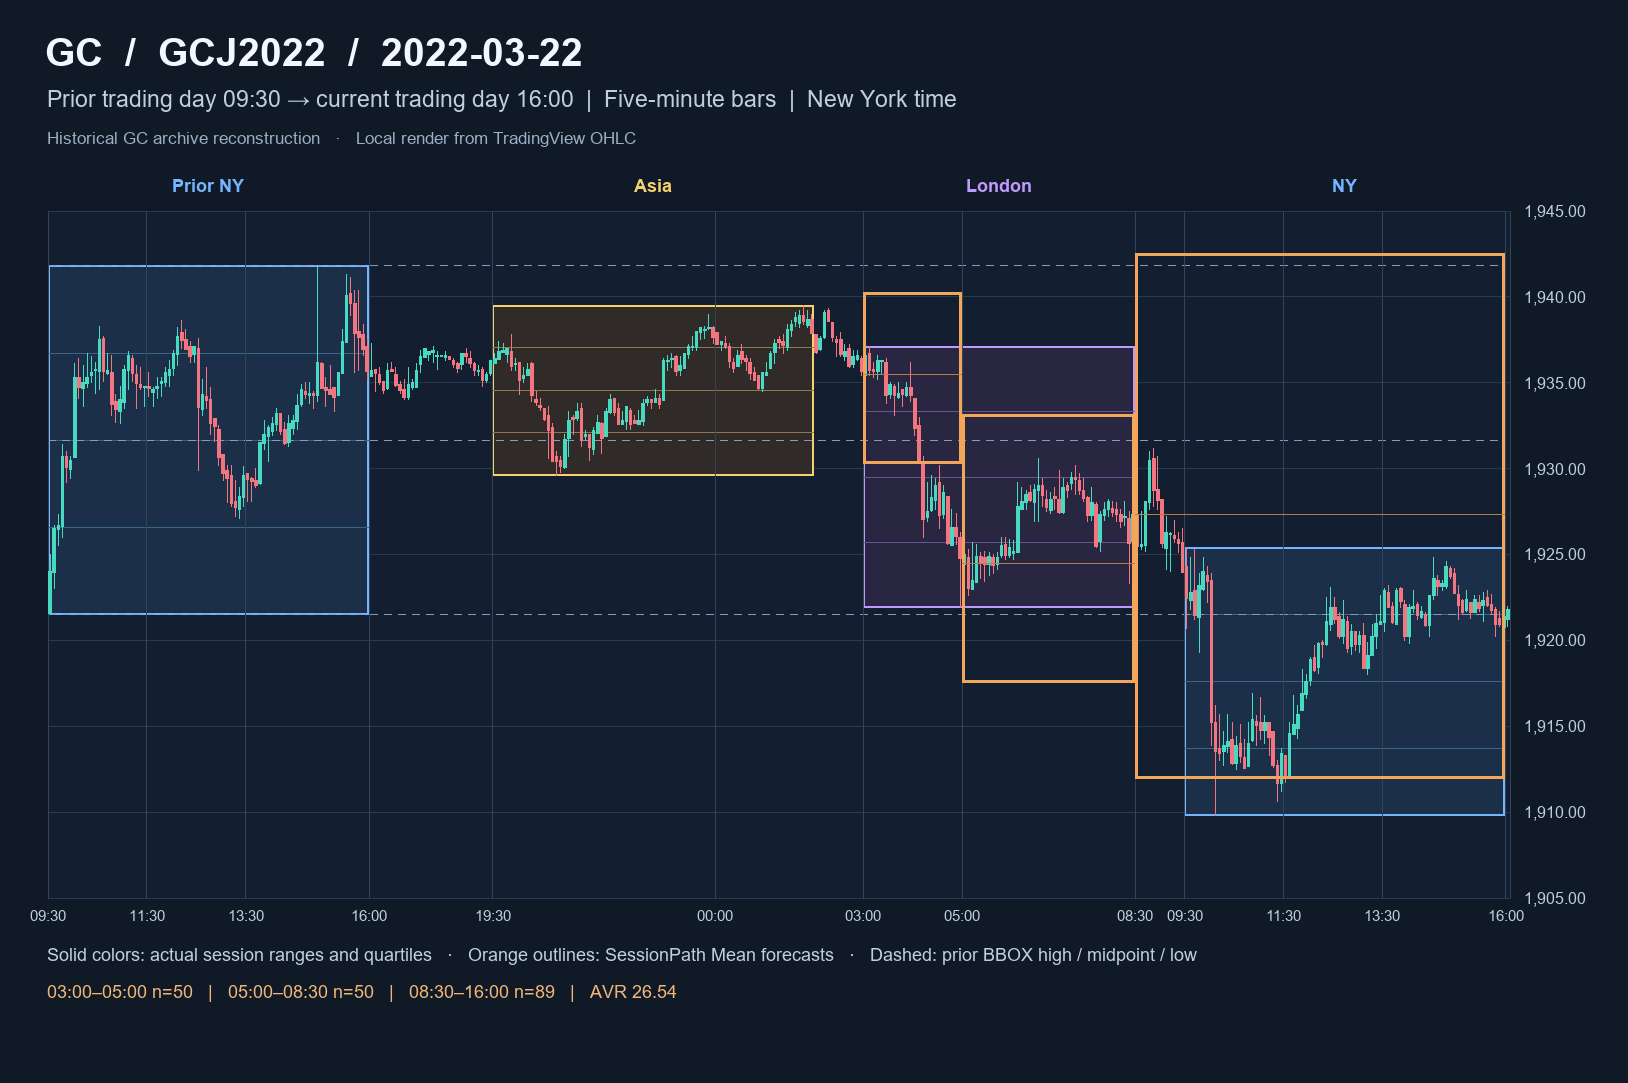 GC / GCJ2022 / 2022-03-22
Prior trading day 09:30 → current trading day 16:00 | Five-minute bars | New York time
Historical GC archive reconstruction · Local render from TradingView OHLC
Prior NY Asia London NY
1,945.00
1,940.00
1,935.00
1,930.00
1,925.00
1,920.00
1,915.00
1,910.00
1,905.00
09:30 11:30 13:30 16:00 19:30 00:00 03:00 05:00 08:30 09:30 11:30 13:30 16:00
Solid colors: actual session ranges and quartiles · Orange outlines: SessionPath Mean forecasts · Dashed: prior BBOX high / midpoint / low
03:00–05:00 n=50 | 05:00–08:30 n=50 | 08:30–16:00 n=89 | AVR 26.54